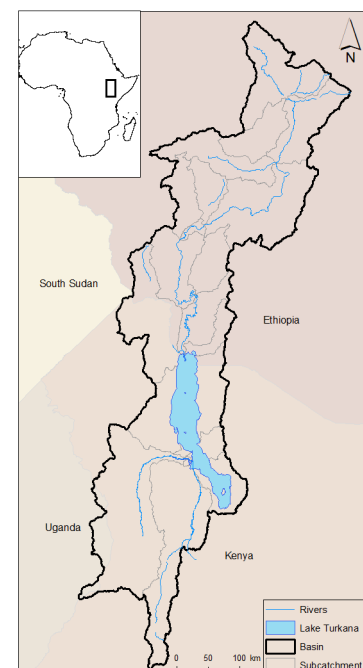 N
South Sudan
Ethiopia
Uganda
Kenya
0 50 100 km
Rivers
Lake Turkana
Basin
Subcatchment